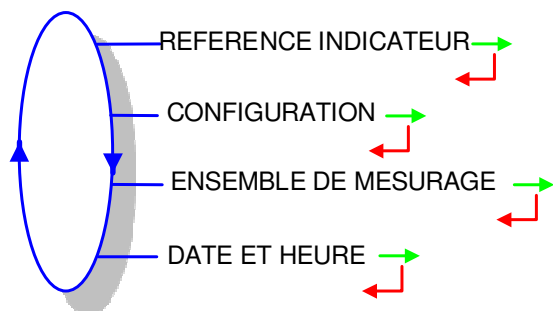 REFERENCE INDICATEUR
CONFIGURATION
ENSEMBLE DE MESURAGE
DATE ET HEURE